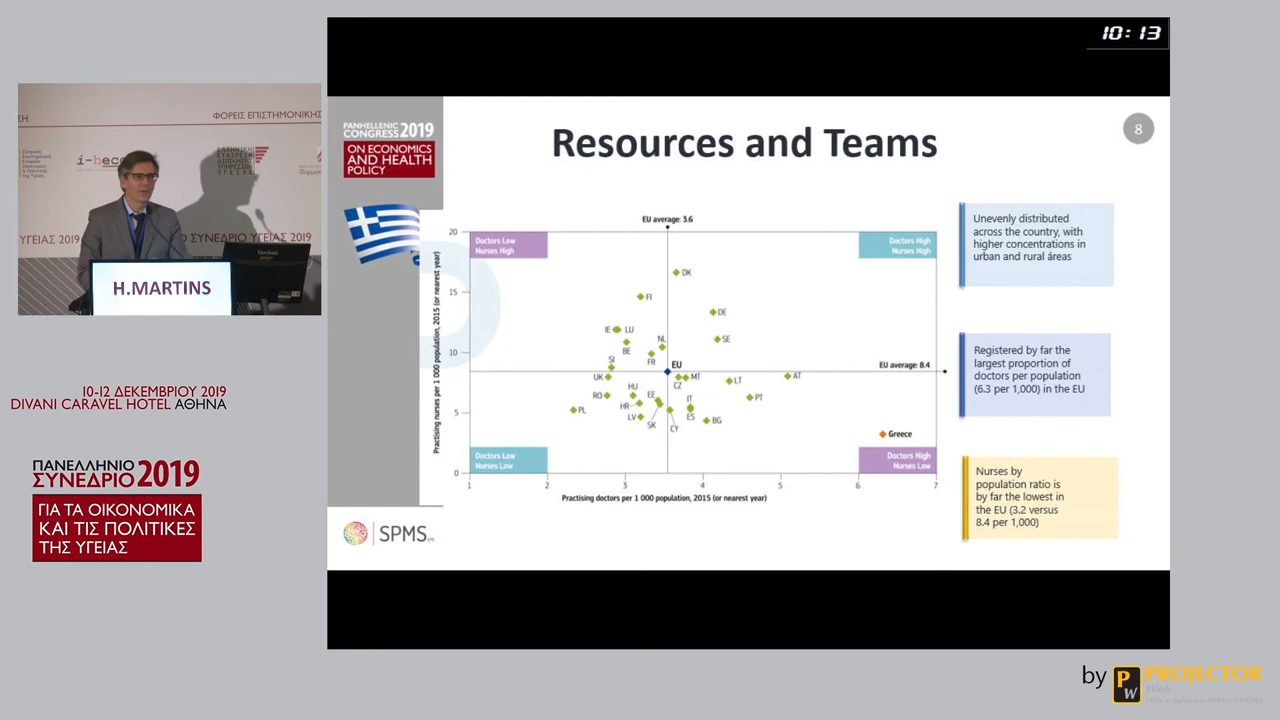 10:13
ΦΟΡΕΙΣ ΕΠΙΣΤΗΜΟΝΙΚΗΣ
i-heco
ΥΓΕΙΑΣ 2019
ΣΥΝΕΔΡΙΟ ΥΓΕΙΑΣ 2019
H.MARTINS
10-12 ΔΕΚΕΜΒΡΙΟΥ 2019
DIVANI CARAVEL HOTEL ΑΘΗΝΑ
ΠΑΝΕΛΛΗΝΙΟ
ΣΥΝΕΔΡΙΟ 2019
ΓΙΑ ΤΑ ΟΙΚΟΝΟΜΙΚΑ
ΚΑΙ ΤΙΣ ΠΟΛΙΤΙΚΕΣ
ΤΗΣ ΥΓΕΙΑΣ
PANHELLENIC
CONGRESS 2019
ON ECONOMICS
AND HEALTH
POLICY
Resources and Teams
8
EU average: 3.6
20
15
10
5
0
Practising nurses per 1 000 population, 2015 (or nearest year)
Doctors Low
Nurses High
Doctors High
Nurses High
DK
FI
DE
IE
LU
BE
NL
SE
FR
SI
EU
EU average: 8.4
UK
CZ
MT
LT
AT
RO
HU
EE
PT
PL
HR
LV
SK
CY
IT
ES
BG
Greece
Doctors Low
Nurses Low
Doctors High
Nurses Low
1
2
3
4
5
6
7
Practising doctors per 1 000 population, 2015 (or nearest year)
Unevenly distributed
across the country, with
higher concentrations in
urban and rural áreas
Registered by far the
largest proportion of
doctors per population
(6.3 per 1,000) in the EU
Nurses by
population ratio is
by far the lowest in
the EU (3.2 versus
8.4 per 1,000)
SPMS
by
PW
PROJECTOR
Web